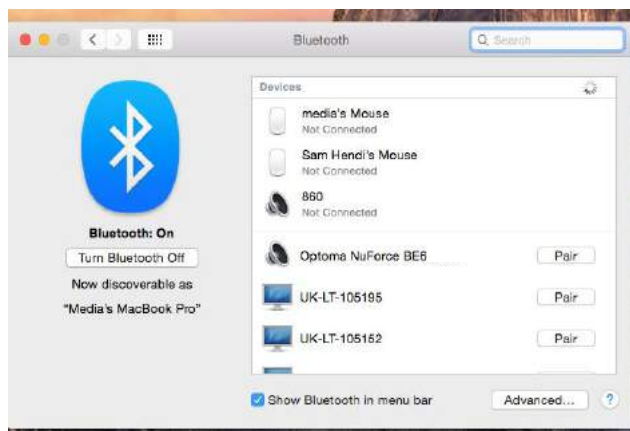 Bluetooth
Search
Devices
media's Mouse
Not Connected
Sam Hendi's Mouse
Not Connected
860
Not Connected
Optoma NuForce BE6
Pair
UK-LT-105195
Pair
UK-LT-105152
Pair
Bluetooth: On
Turn Bluetooth Off
Now discoverable as
“Media's MacBook Pro”
Show Bluetooth in menu bar
Advanced...
?